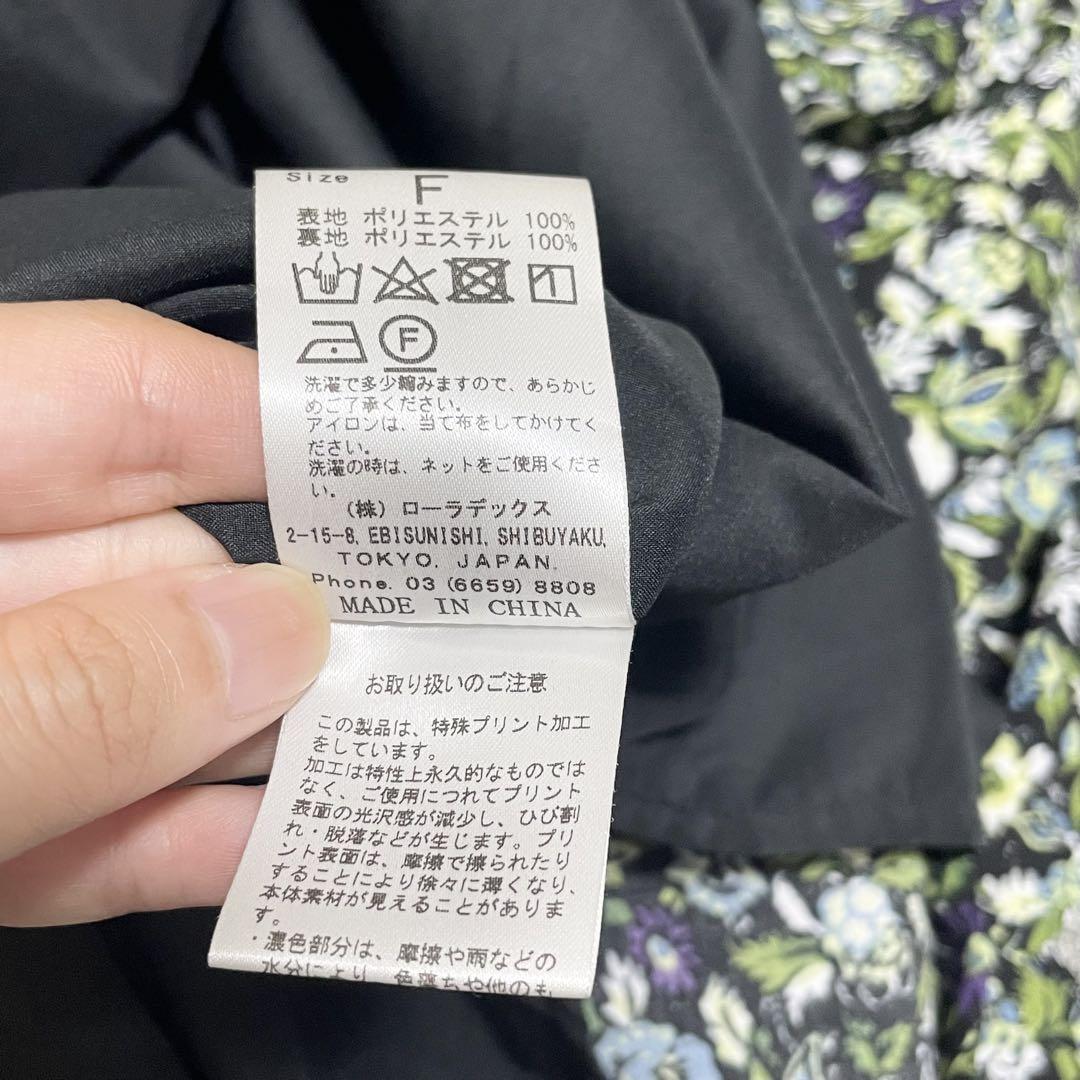 Size F
表地 ポリエステル 100%
裏地 ポリエステル 100%
F
洗濯で多少縮みますので、あらかじ
めご了承ください。
アイロンは、当て布をしてかけてく
ださい。
洗濯の時は、ネットをご使用くださ
い。
(株) ローラデックス
2-15-8, EBISUNISHI, SHIBUYAKU,
TOKYO, JAPAN.
Phone. 03 (6659) 8808
MADE IN CHINA
お取り扱いのご注意
この製品は、特殊プリント加工
をしています。
加工は特性上永久的なものでは
なく、ご使用につれてプリント
表面の光沢感が減少し、ひび割
れ・脱落などが生じます。プリ
ント表面は、摩擦で擦られたり
することにより徐々に薄くなり、
本体素材が見えることがありま
す。
・濃色部分は、摩擦や雨などの
水分により、色落ちや他のも